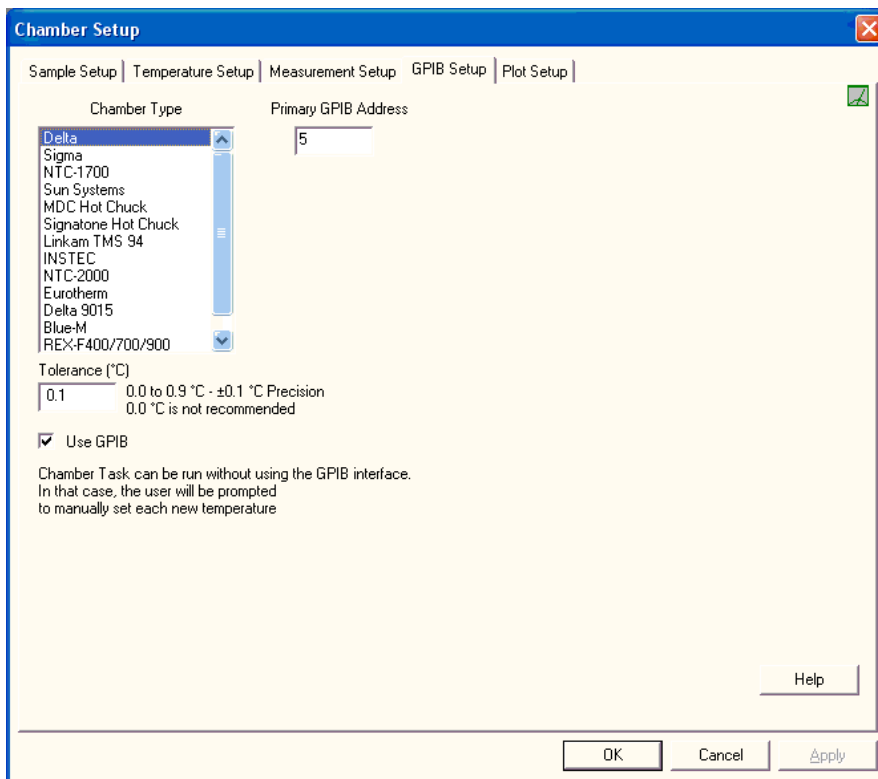 Chamber Setup
Sample Setup Temperature Setup Measurement Setup GPIB Setup Plot Setup
Chamber Type Primary GPIB Address
Delta 5
Sigma
NTC-1700
Sun Systems
MDC Hot Chuck
Signatone Hot Chuck
Linkam TMS 94
INSTEC
NTC-2000
Eurotherm
Delta 9015
Blue-M
REX-F400/700/900
Tolerance (°C)
0.1 0.0 to 0.9 °C - ±0.1 °C Precision
0.0 °C is not recommended
Use GPIB
Chamber Task can be run without using the GPIB interface.
In that case, the user will be prompted
to manually set each new temperature
Help
OK Cancel Apply